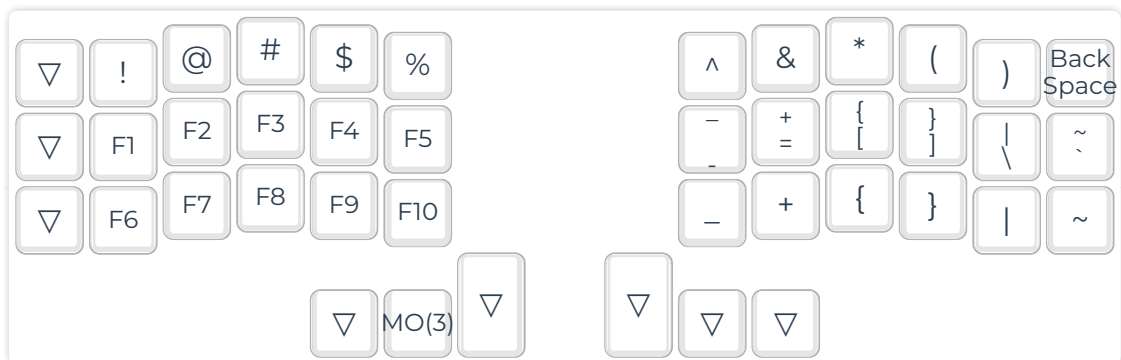 ▽ ! @ # $ % ^ & * ( ) Back Space
▽ F1 F2 F3 F4 F5 _ - + = { [ } ] | \ ~ `
▽ F6 F7 F8 F9 F10 _ + { } | ~
▽ MO(3) ▽ ▽ ▽ ▽